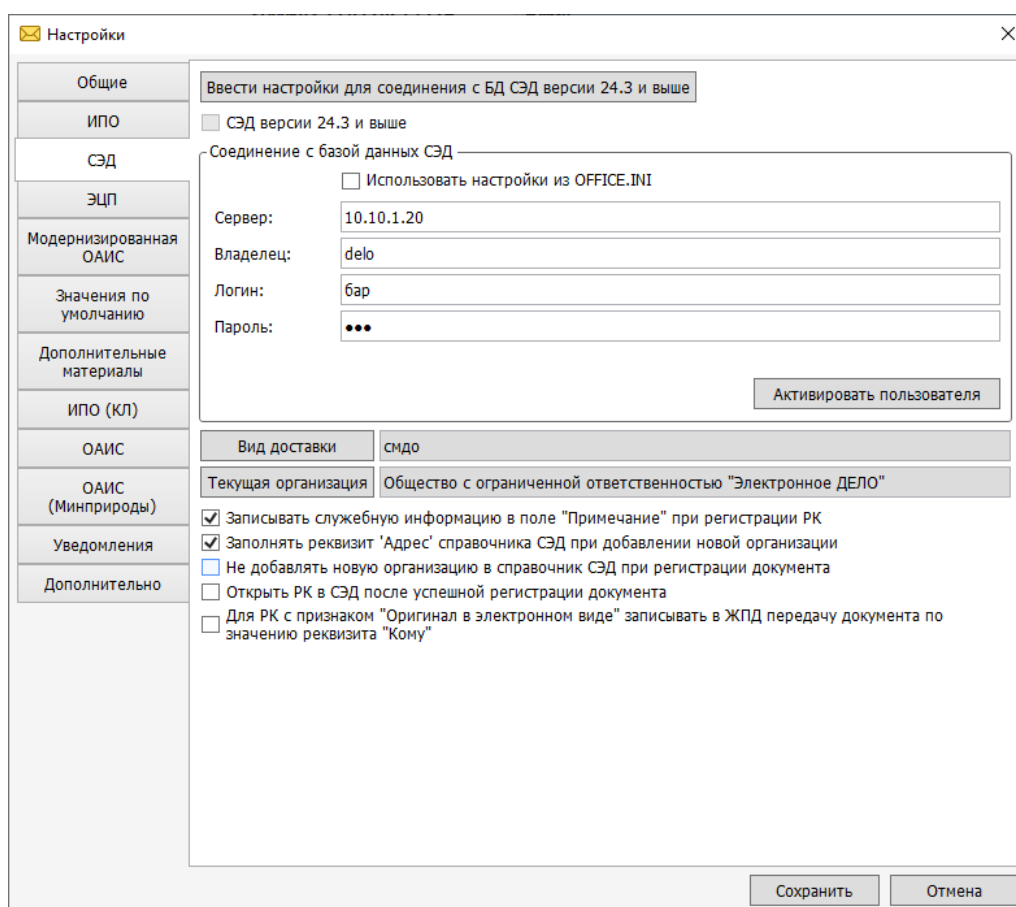 Настройки
Общие
ИПО
СЭД
ЭЦП
Модернизированная
ОАИС
Значения по
умолчанию
Дополнительные
материалы
ИПО (КЛ)
ОАИС
ОАИС
(Минприроды)
Уведомления
Дополнительно
Ввести настройки для соединения с БД СЭД версии 24.3 и выше
СЭД версии 24.3 и выше
Соединение с базой данных СЭД
Использовать настройки из OFFICE.INI
Сервер: 10.10.1.20
Владелец: delo
Логин: бар
Пароль: •••
Активировать пользователя
Вид доставки смдо
Текущая организация Общество с ограниченной ответственностью "Электронное ДЕЛО"
Записывать служебную информацию в поле "Примечание" при регистрации РК
Заполнять реквизит 'Адрес' справочника СЭД при добавлении новой организации
Не добавлять новую организацию в справочник СЭД при регистрации документа
Открыть РК в СЭД после успешной регистрации документа
Для РК с признаком "Оригинал в электронном виде" записывать в ЖПД передачу документа по
значению реквизита "Кому"
Сохранить Отмена